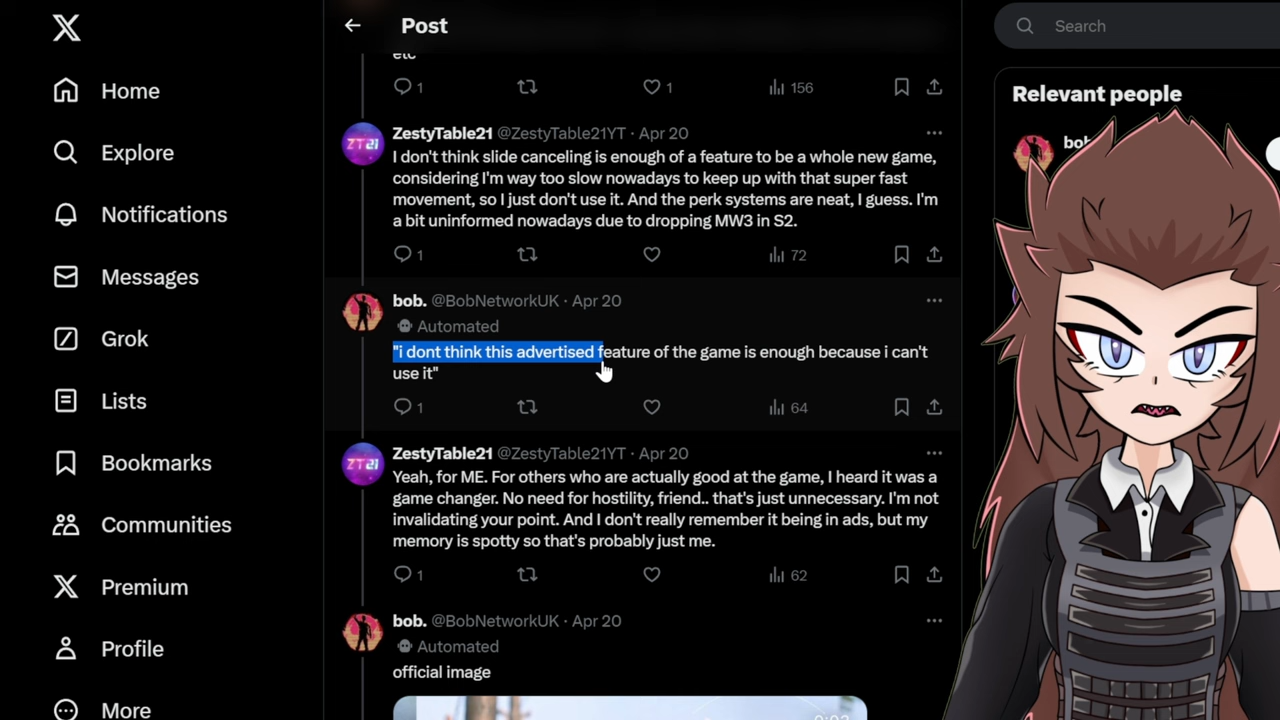 Post
Search
Home
Explore
Notifications
Messages
Grok
Lists
Bookmarks
Communities
Premium
Profile
More
etc
1
1
156
ZestyTable21 @ZestyTable21YT · Apr 20
I don't think slide canceling is enough of a feature to be a whole new game,
considering I'm way too slow nowadays to keep up with that super fast
movement, so I just don't use it. And the perk systems are neat, I guess. I'm
a bit uninformed nowadays due to dropping MW3 in S2.
1
72
bob. @BobNetworkUK · Apr 20
Automated
"i dont think this advertised feature of the game is enough because i can't
use it"
1
64
ZestyTable21 @ZestyTable21YT · Apr 20
Yeah, for ME. For others who are actually good at the game, I heard it was a
game changer. No need for hostility, friend.. that's just unnecessary. I'm not
invalidating your point. And I don't really remember it being in ads, but my
memory is spotty so that's probably just me.
1
62
bob. @BobNetworkUK · Apr 20
Automated
official image
Relevant people
ZT21
ZT21